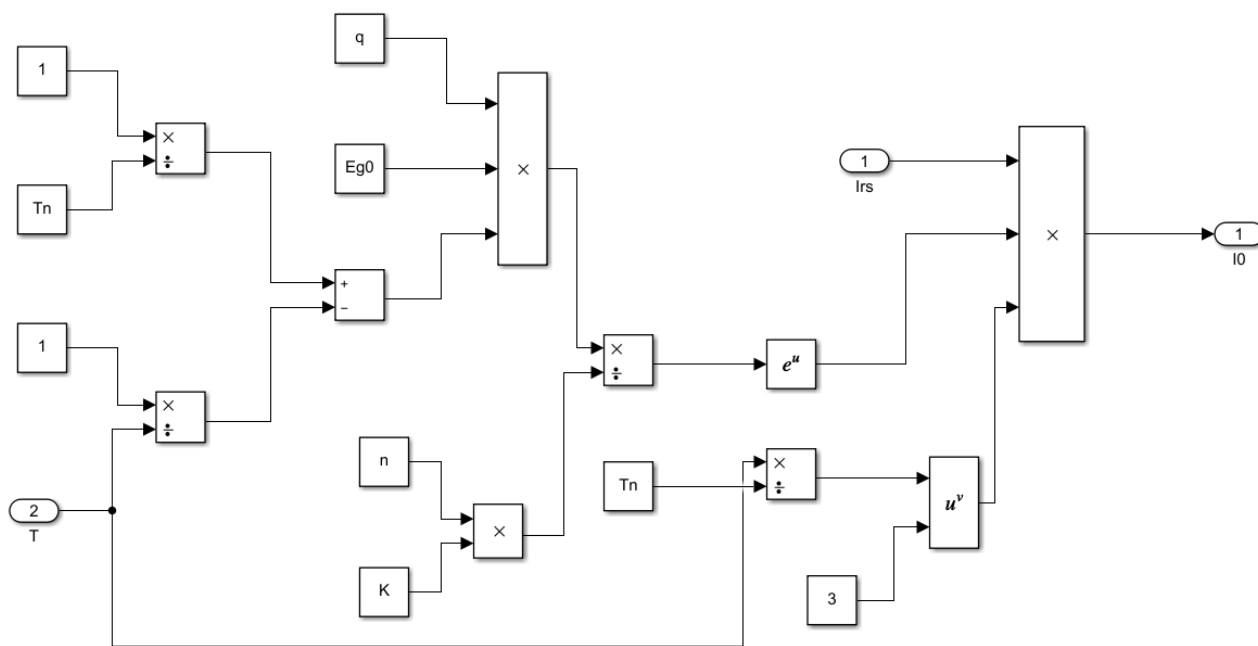 q
1
×
÷
Eg0
×
1
Irs
Tn
×
1
I0
+
−
1
×
÷
×
÷
e^u
n
Tn
×
÷
u^v
2
T
×
K
3
×
÷